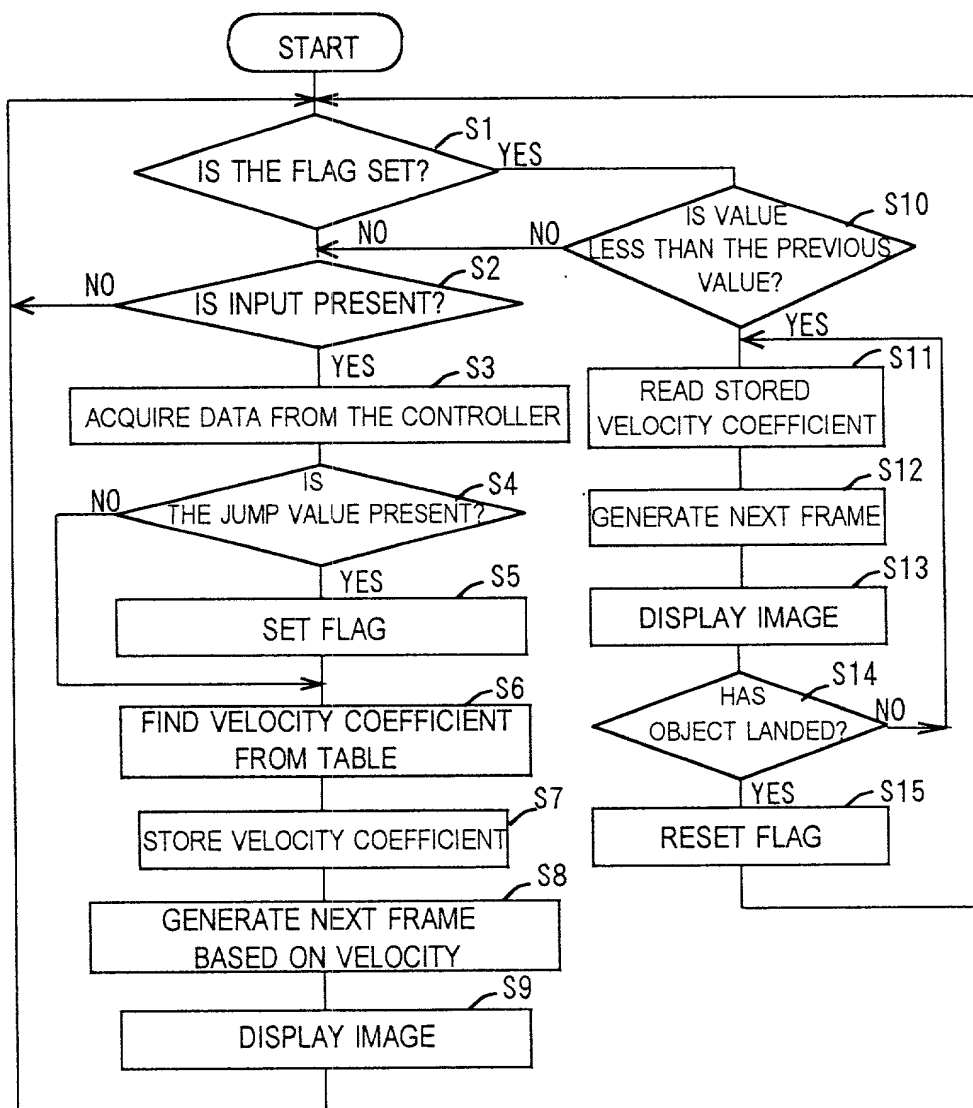 START
S1
IS THE FLAG SET?
YES
S10
IS VALUE
LESS THAN THE PREVIOUS
VALUE?
NO
NO
YES
S2
IS INPUT PRESENT?
NO
YES
S3
ACQUIRE DATA FROM THE CONTROLLER
S4
IS
THE JUMP VALUE PRESENT?
NO
YES
S5
SET FLAG
S6
FIND VELOCITY COEFFICIENT
FROM TABLE
S7
STORE VELOCITY COEFFICIENT
S8
GENERATE NEXT FRAME
BASED ON VELOCITY
S9
DISPLAY IMAGE
S11
READ STORED
VELOCITY COEFFICIENT
S12
GENERATE NEXT FRAME
S13
DISPLAY IMAGE
S14
HAS
OBJECT LANDED?
NO
YES
S15
RESET FLAG